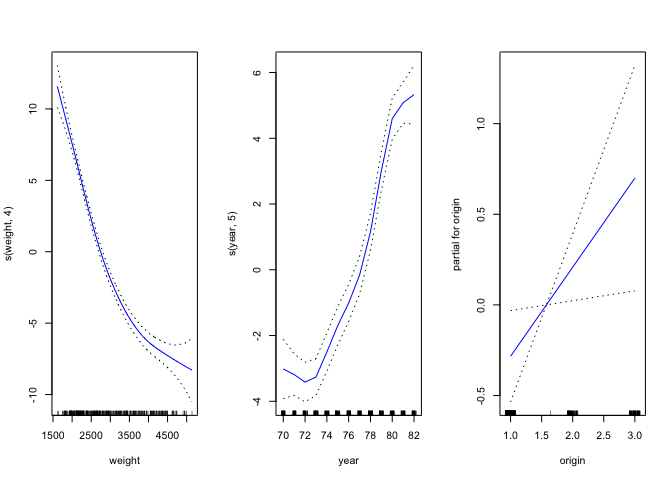 s(weight, 4)
10
5
0
-5
-10
1500 2500 3500 4500
weight
s(year, 5)
6
4
2
0
-2
-4
70 72 74 76 78 80 82
year
partial for origin
1.0
0.5
0.0
-0.5
1.0 1.5 2.0 2.5 3.0
origin